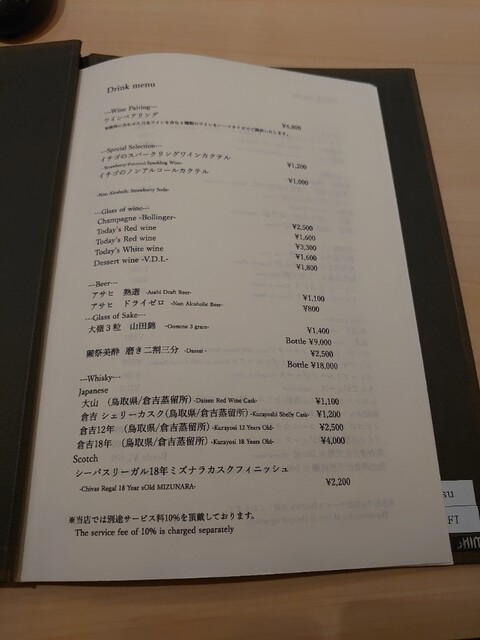 Drink menu
---Wine Pairing---
ワインペアリング
¥6,800
---Special Selection---
イチゴのスパークリングワインカクテル
-Strawberry Flavored Sparkling Wine- ¥1,200
イチゴのノンアルコールカクテル
¥1,000
-Non Alcoholic Strawberry Soda-
---Glass of wine---
Champagne -Bollinger- ¥2,500
Today's Red wine ¥1,600
Today's Red wine ¥3,300
Today's White wine ¥1,600
Dessert wine -V.D.L- ¥1,800
---Beer---
アサヒ 熟選 -Asahi Draft Beer- ¥1,100
アサヒ ドライゼロ -Non Alcoholic Beer- ¥800
---Glass of Sake---
大嶺3粒 山田錦 -Oomine 3 grain- ¥1,400
Bottle ¥9,000
獺祭美酔 磨き二割三分 -Dassai- ¥2,500
Bottle ¥18,000
---Whisky---
Japanese
大山 (鳥取県/倉吉蒸留所) -Daisen Red Wine Cask- ¥1,100
倉吉 シェリーカスク(鳥取県/倉吉蒸留所) -Kurayoshi Shelly Cask- ¥1,200
倉吉12年 (鳥取県/倉吉蒸留所) -Kurayosi 12 Years Old- ¥2,500
倉吉18年 (鳥取県/倉吉蒸留所) -Kurayosi 18 Years Old- ¥4,000
Scotch
シーバスリーガル18年ミズナラカスクフィニッシュ
-Chivas Regal 18 Year sOld MIZUNARA- ¥2,200
※当店では別途サービス料10%を頂戴しております。
The service fee of 10% is charged separately
su
FI